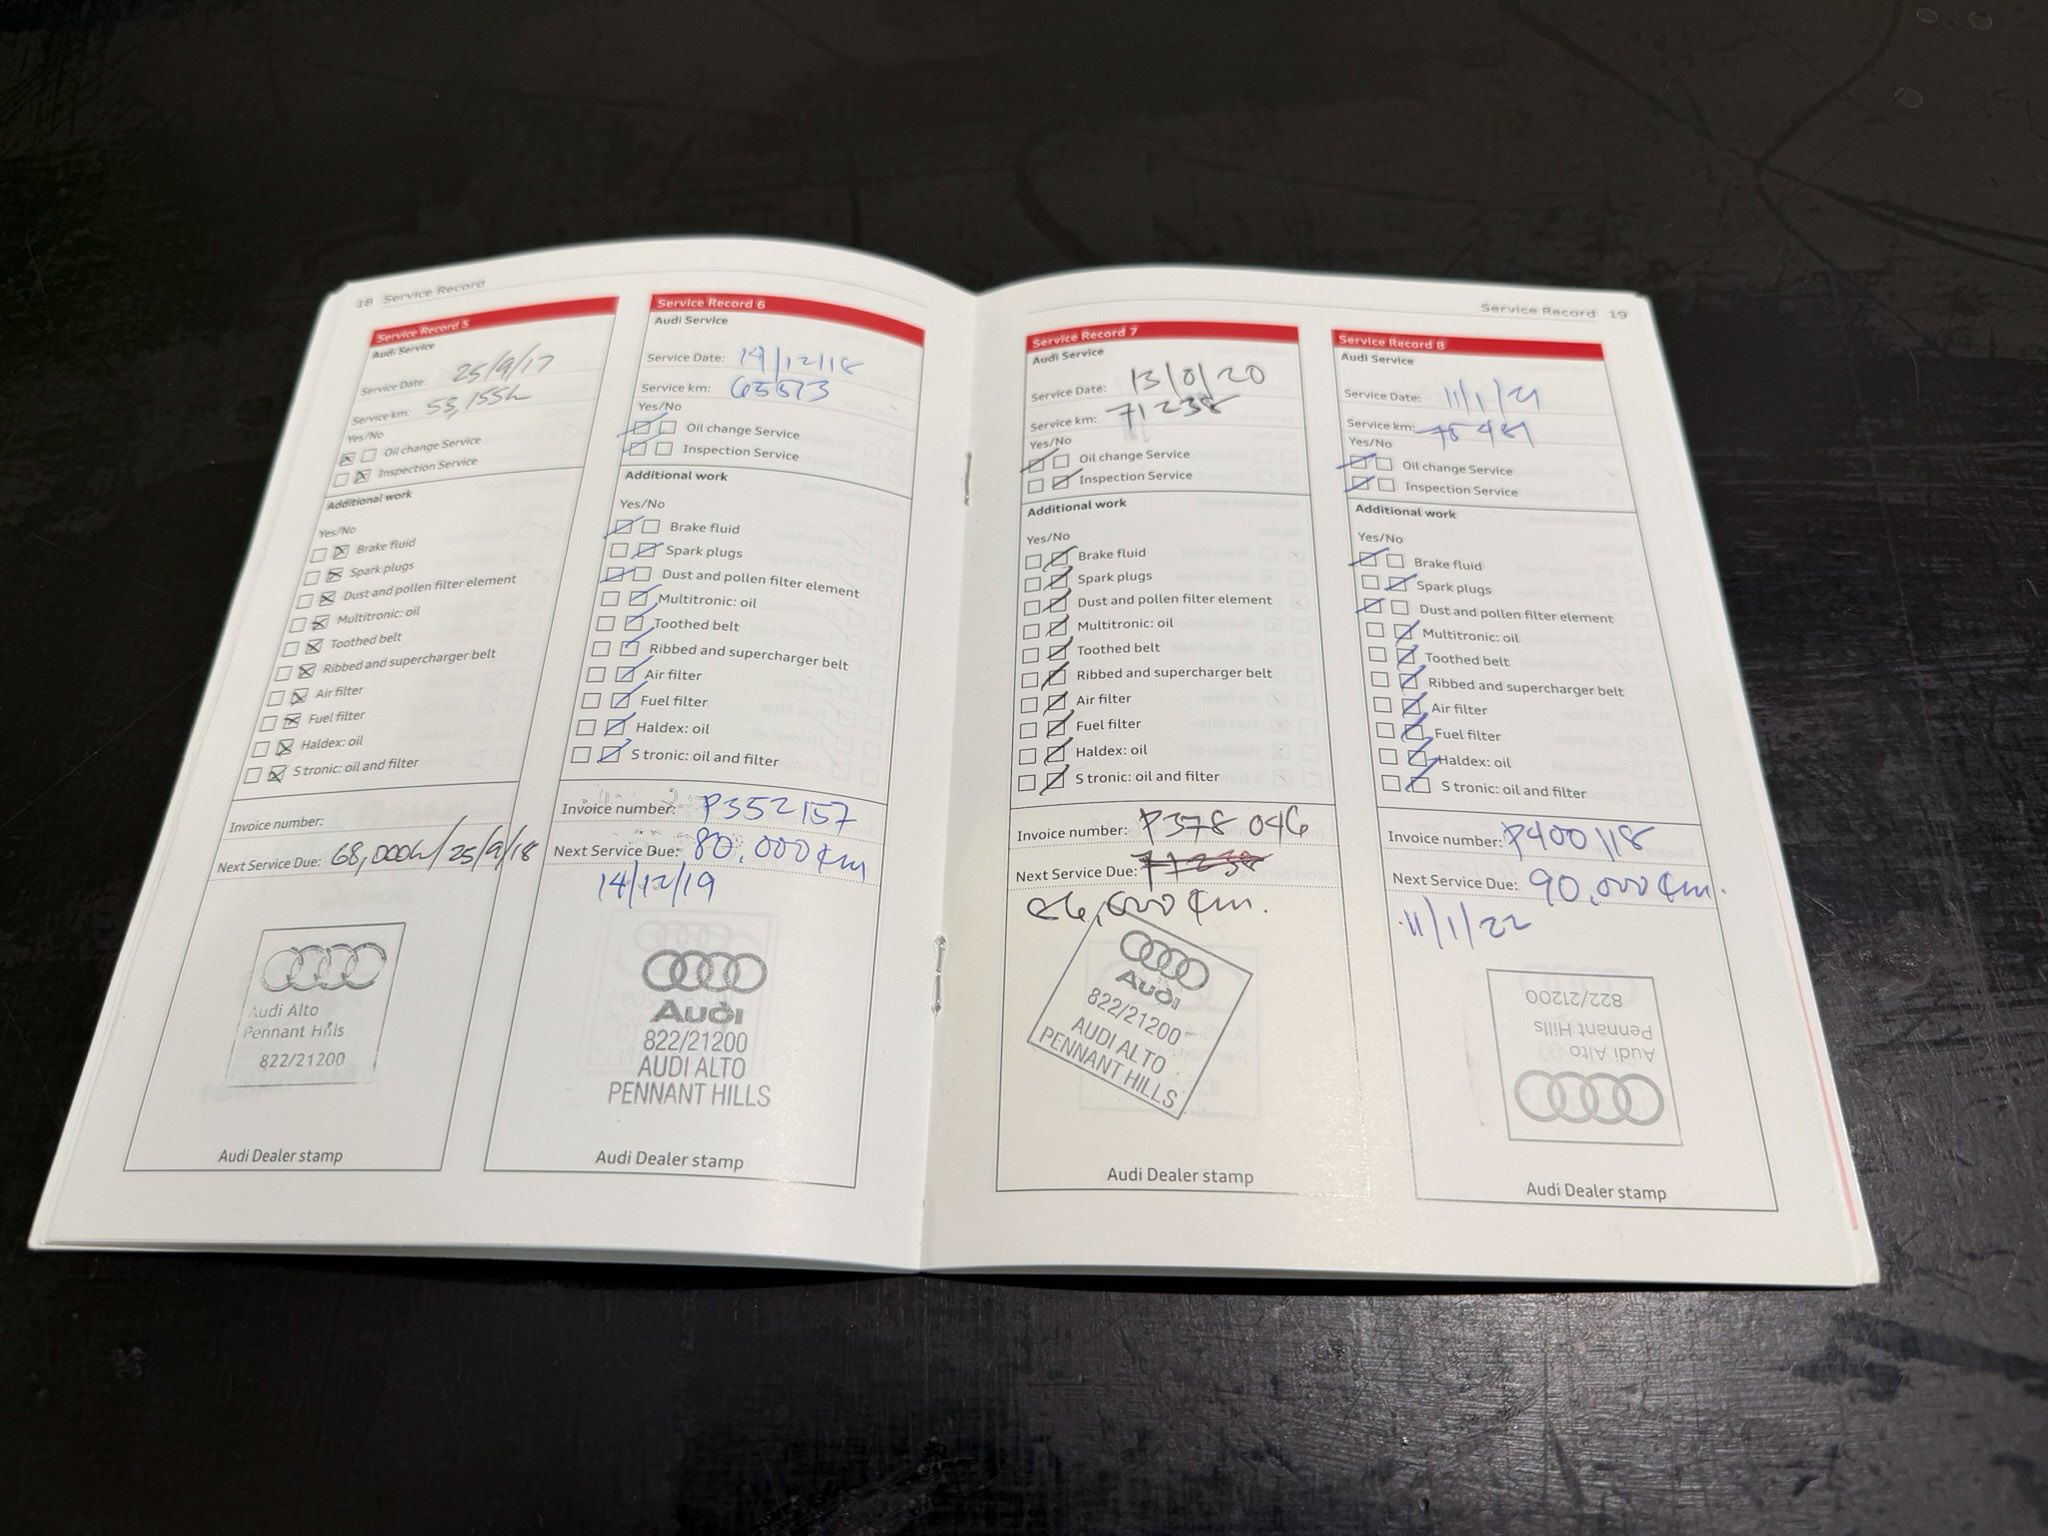 18 Service Record
Service Record 5
Audi Service
Service Date: 25/9/17
Service km: 53,155k
Yes/No
Oil change Service
Inspection Service
Additional work
Yes/No
Brake fluid
Spark plugs
Dust and pollen filter element
Multitronic: oil
Toothed belt
Ribbed and supercharger belt
Air filter
Fuel filter
Haldex: oil
S tronic: oil and filter
Invoice number:
Next Service Due: 68,000k/25/9/18
Audi Alto
Pennant Hills
822/21200
Audi Dealer stamp
Service Record 6
Audi Service
Service Date: 14/12/18
Service km: 65573
Yes/No
Oil change Service
Inspection Service
Additional work
Yes/No
Brake fluid
Spark plugs
Dust and pollen filter element
Multitronic: oil
Toothed belt
Ribbed and supercharger belt
Air filter
Fuel filter
Haldex: oil
S tronic: oil and filter
Invoice number: P352157
Next Service Due: 80,000 km
14/12/19
Audi
822/21200
AUDI ALTO
PENNANT HILLS
Audi Dealer stamp
Service Record 19
Service Record 7
Audi Service
Service Date:
Service km: 71238
Yes/No
Oil change Service
Inspection Service
Additional work
Yes/No
Brake fluid
Spark plugs
Dust and pollen filter element
Multitronic: oil
Toothed belt
Ribbed and supercharger belt
Air filter
Fuel filter
Haldex: oil
S tronic: oil and filter
Invoice number: P378046
Next Service Due: 71238
86,000 km.
Audi
822/21200
AUDI ALTO
PENNANT HILLS
Audi Dealer stamp
Service Record 8
Audi Service
Service Date: 11/1/21
Service km:
Yes/No
Oil change Service
Inspection Service
Additional work
Yes/No
Brake fluid
Spark plugs
Dust and pollen filter element
Multitronic: oil
Toothed belt
Ribbed and supercharger belt
Air filter
Fuel filter
Haldex: oil
S tronic: oil and filter
Invoice number: P400118
Next Service Due: 90,000 km.
11/1/22
Audi Alto
Pennant Hills
822/21200
Audi Dealer stamp